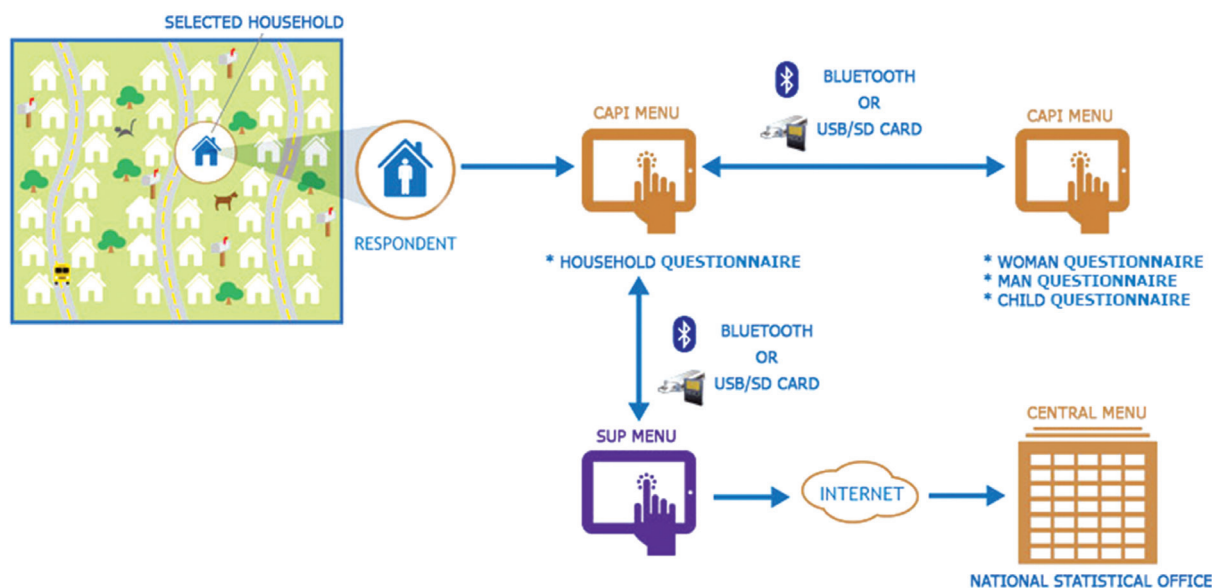 SELECTED HOUSEHOLD
RESPONDENT
CAPI MENU
* HOUSEHOLD QUESTIONNAIRE
BLUETOOTH
OR
USB/SD CARD
CAPI MENU
* WOMAN QUESTIONNAIRE
* MAN QUESTIONNAIRE
* CHILD QUESTIONNAIRE
BLUETOOTH
OR
USB/SD CARD
SUP MENU
INTERNET
CENTRAL MENU
NATIONAL STATISTICAL OFFICE